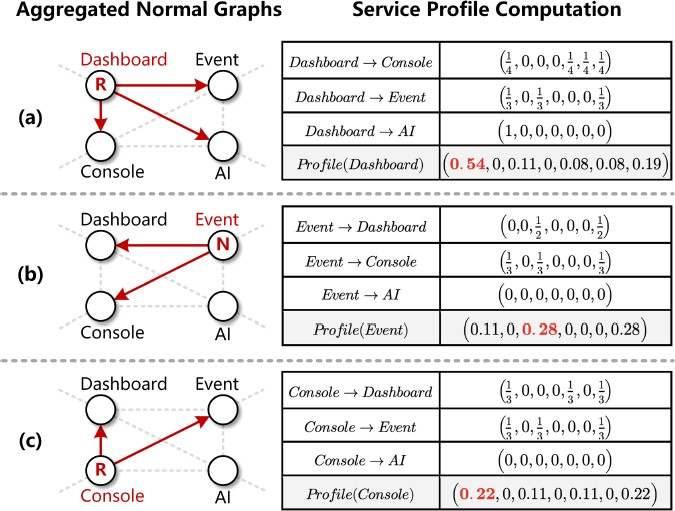 Aggregated Normal Graphs
Service Profile Computation
(a)
Dashboard
Event
R
Console
AI
Dashboard → Console
(1/4, 0, 0, 0, 1/4, 1/4, 1/4)
Dashboard → Event
(1/3, 0, 1/3, 0, 0, 0, 1/3)
Dashboard → AI
(1, 0, 0, 0, 0, 0, 0)
Profile(Dashboard)
(0.54, 0, 0.11, 0, 0.08, 0.08, 0.19)
(b)
Dashboard
Event
N
Console
AI
Event → Dashboard
(0,0, 1/2, 0, 0, 0, 1/2)
Event → Console
(1/3, 0, 1/3, 0, 0, 0, 1/3)
Event → AI
(0, 0, 0, 0, 0, 0, 0)
Profile(Event)
(0.11, 0, 0.28, 0, 0, 0, 0.28)
(c)
Dashboard
Event
R
Console
AI
Console → Dashboard
(1/3, 0, 0, 0, 1/3, 0, 1/3)
Console → Event
(1/3, 0, 1/3, 0, 0, 0, 1/3)
Console → AI
(0, 0, 0, 0, 0, 0, 0)
Profile(Console)
(0.22, 0, 0.11, 0, 0.11, 0, 0.22)